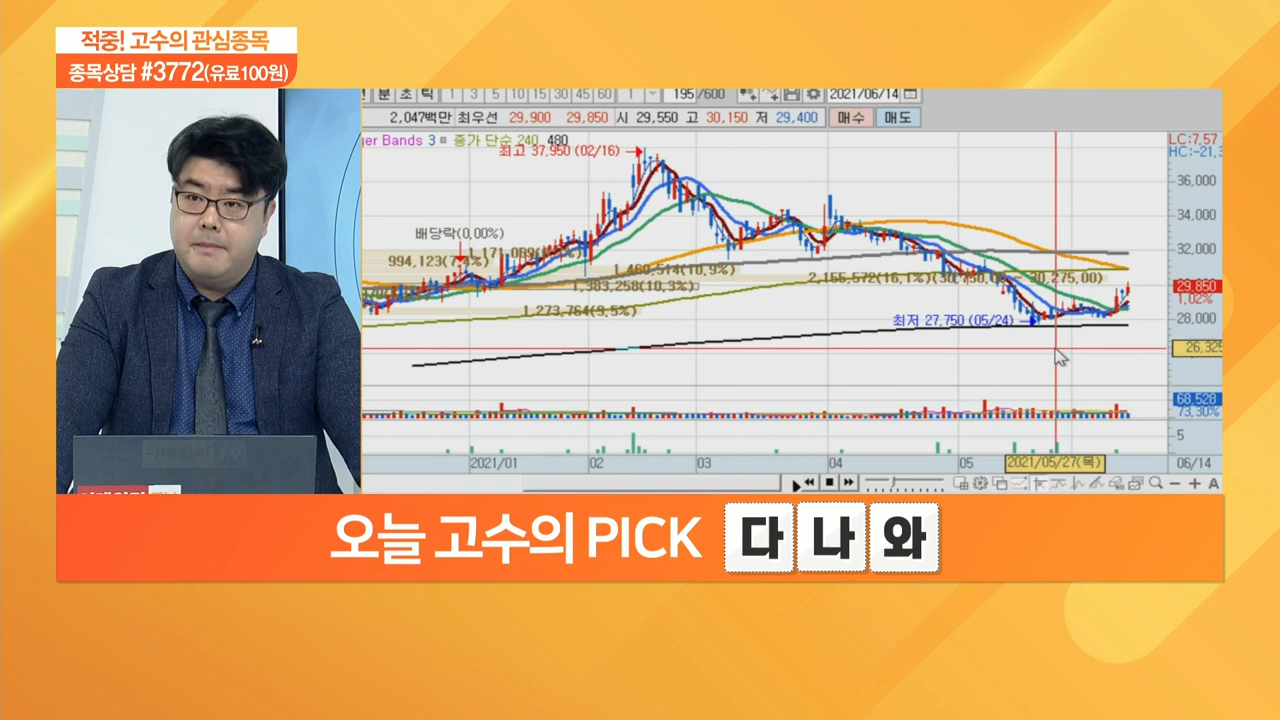 적중! 고수의 관심종목
종목상담 #3772(유료100원)
분 초 틱 1 3 5 10 15 30 45 60 1 195 /600 2021/06/14
2,047백만 최우선 29,900 29,850 시 29,550 고 30,150 저 29,400 매수 매도
ger Bands 3 종가 단순 240 480
LC:7.57
최고 37,950 (02/16)
HC:-21.3
36,000
34,000
배당락(0,00%)
32,000
994,123(7,4%)
1,460,514(10,9%)
2,155,572(16,1%)
30,275,00)
1,383,258(10,3%)
29,850
1,02%
1,273,764(9,5%)
최저 27,750 (05/24)
28,000
26,325
68,528
73,30%
5
2021/01 02 03 04 05 2021/05/27(목) 06/14
A
오늘 고수의 PICK 다나와